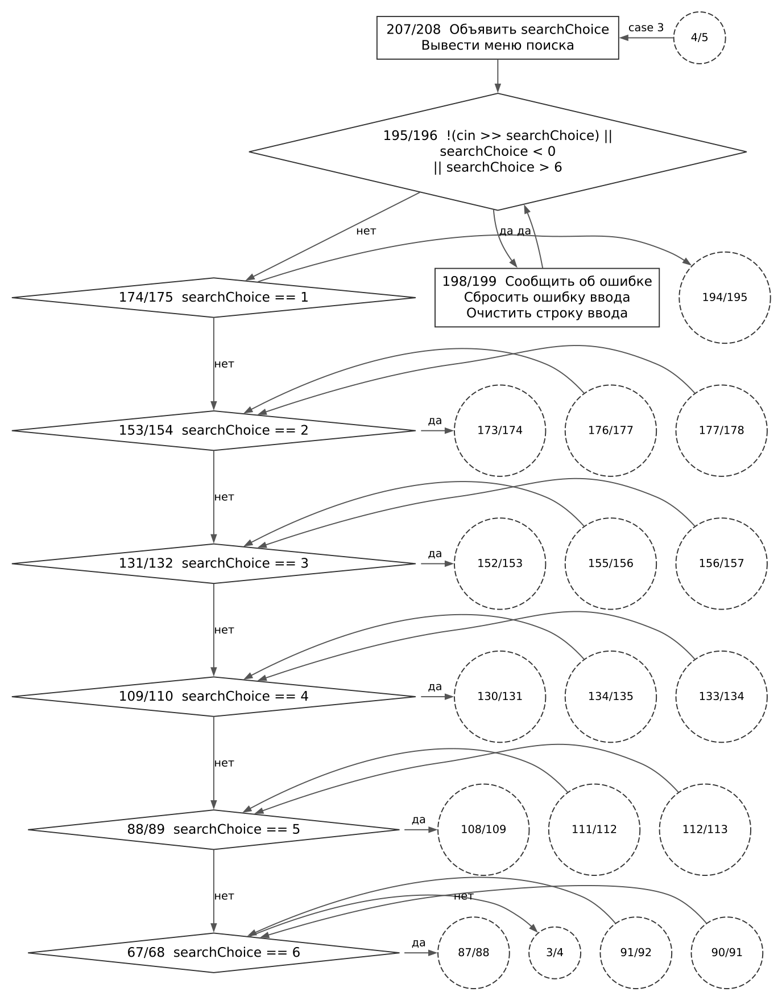 207/208  Объявить searchChoice
Вывести меню поиска
case 3
4/5
195/196  !(cin >> searchChoice) ||
searchChoice < 0
|| searchChoice > 6
нет
да
да
174/175  searchChoice == 1
198/199  Сообщить об ошибке
Сбросить ошибку ввода
Очистить строку ввода
194/195
нет
153/154  searchChoice == 2
да
173/174
176/177
177/178
нет
131/132  searchChoice == 3
да
152/153
155/156
156/157
нет
109/110  searchChoice == 4
да
130/131
134/135
133/134
нет
88/89  searchChoice == 5
да
108/109
111/112
112/113
нет
нет
67/68  searchChoice == 6
да
87/88
3/4
91/92
90/91